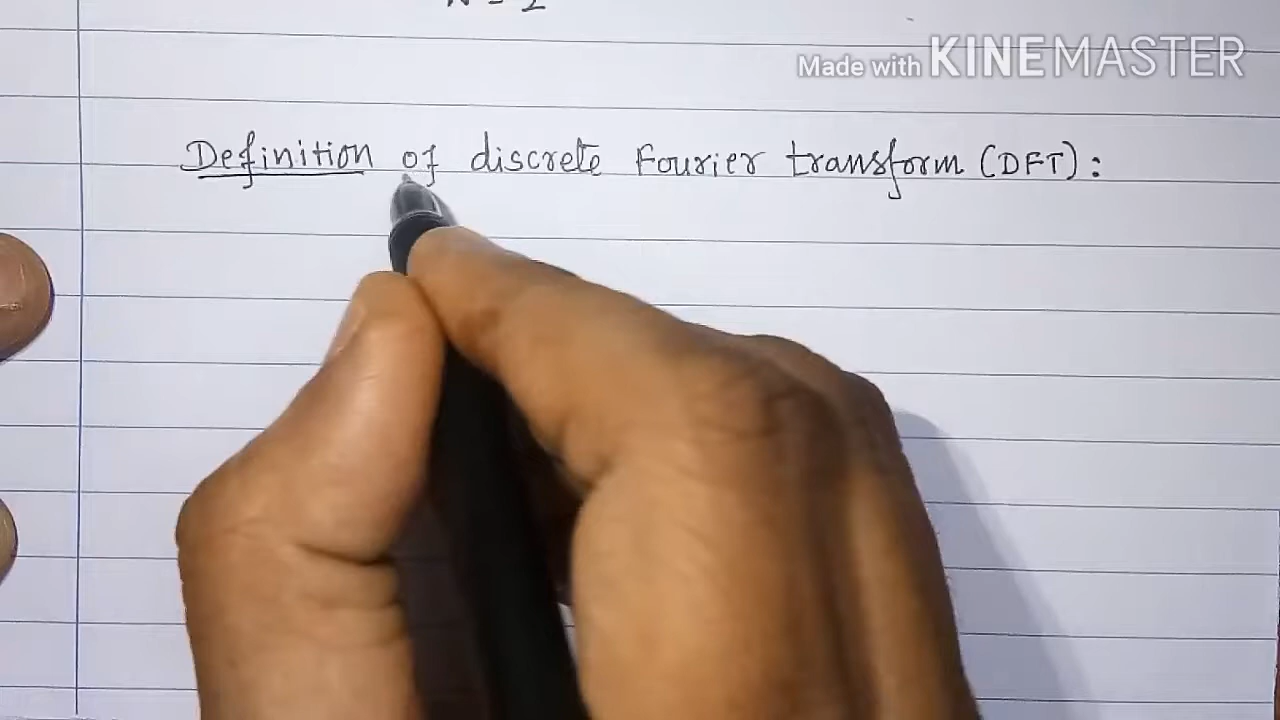 Made with KINEMASTER
Definition of discrete Fourier transform (DFT):